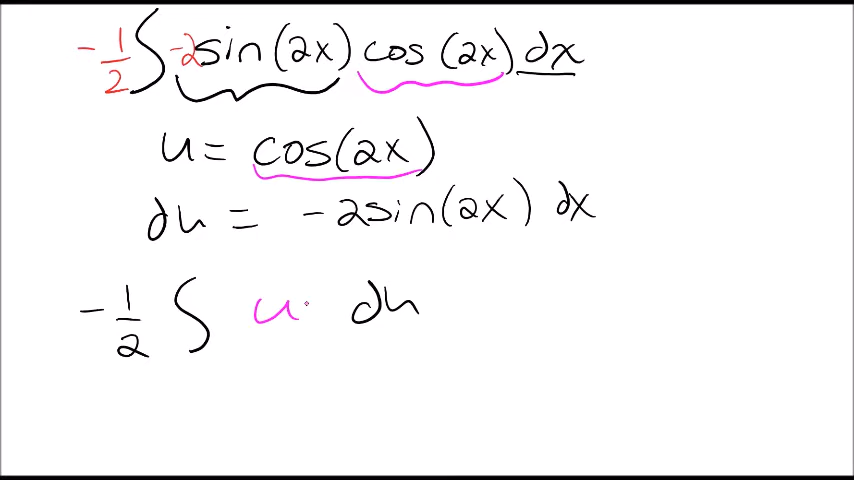 -1/2 ∫ -2sin(2x) cos(2x) dx
u = cos(2x)
du = -2sin(2x) dx
-1/2 ∫ u · du